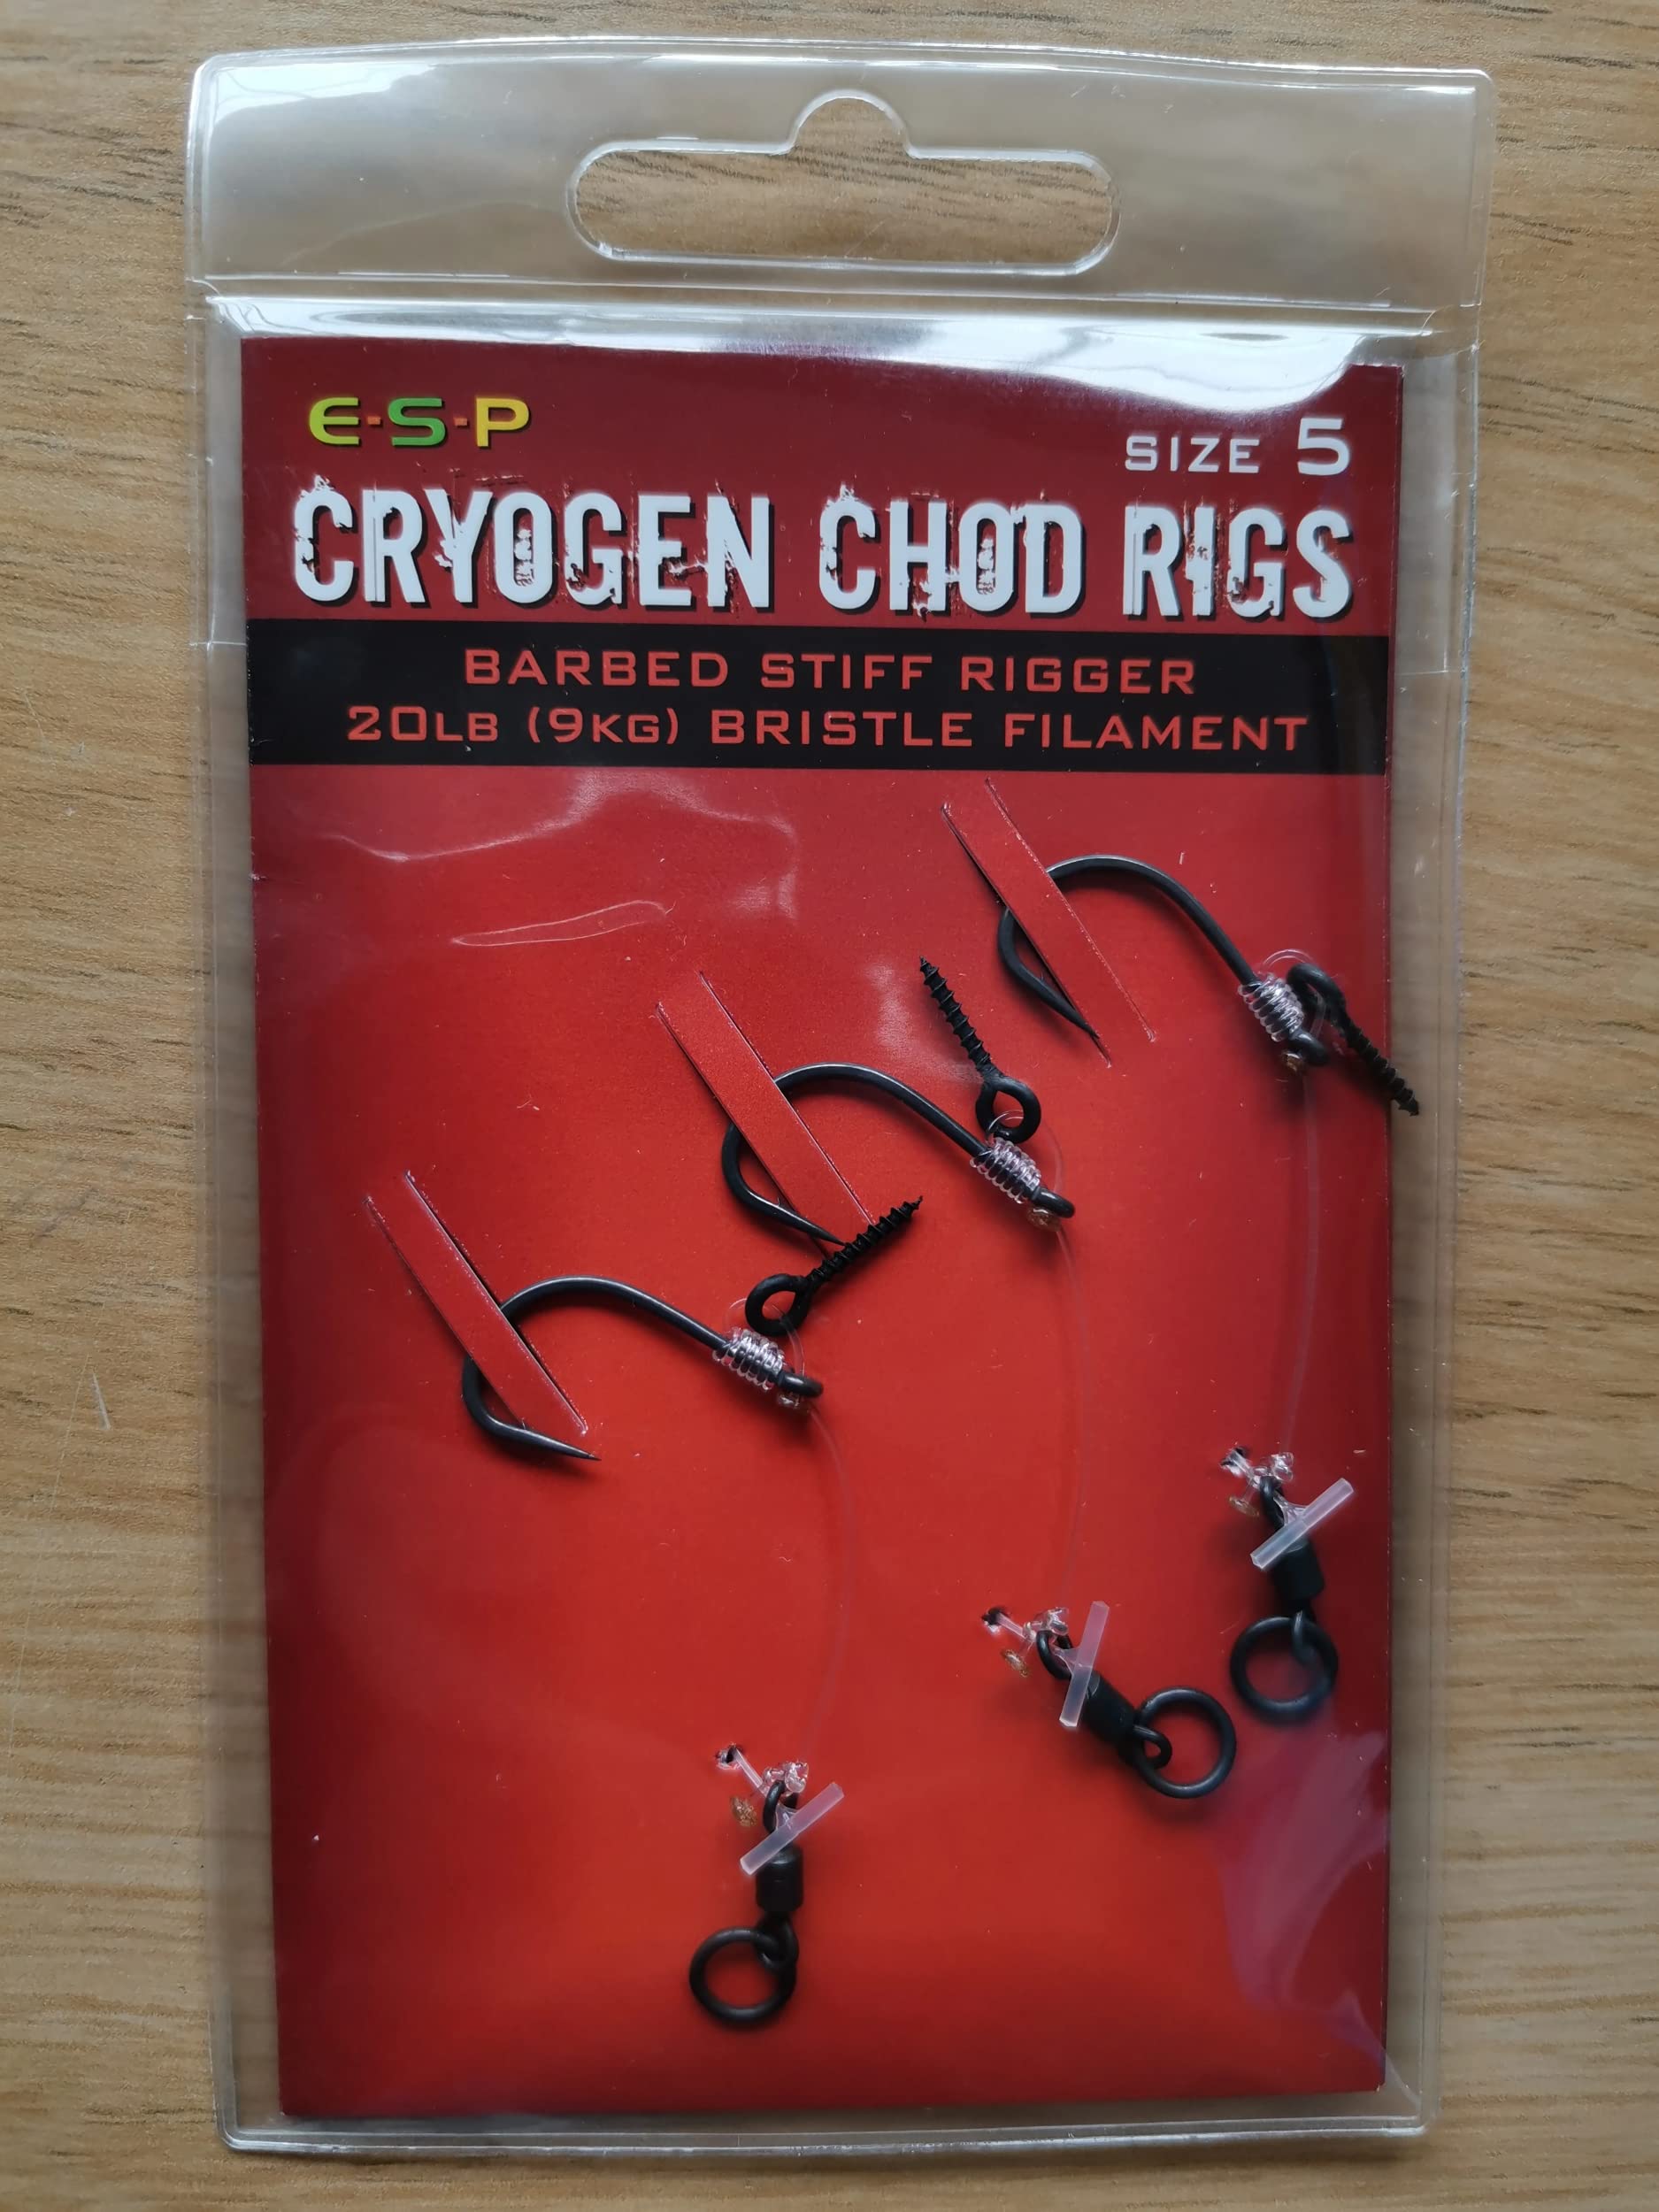 E·S·P
SIZE 5
CRYOGEN CHOD RIGS
BARBED STIFF RIGGER
20LB (9KG) BRISTLE FILAMENT